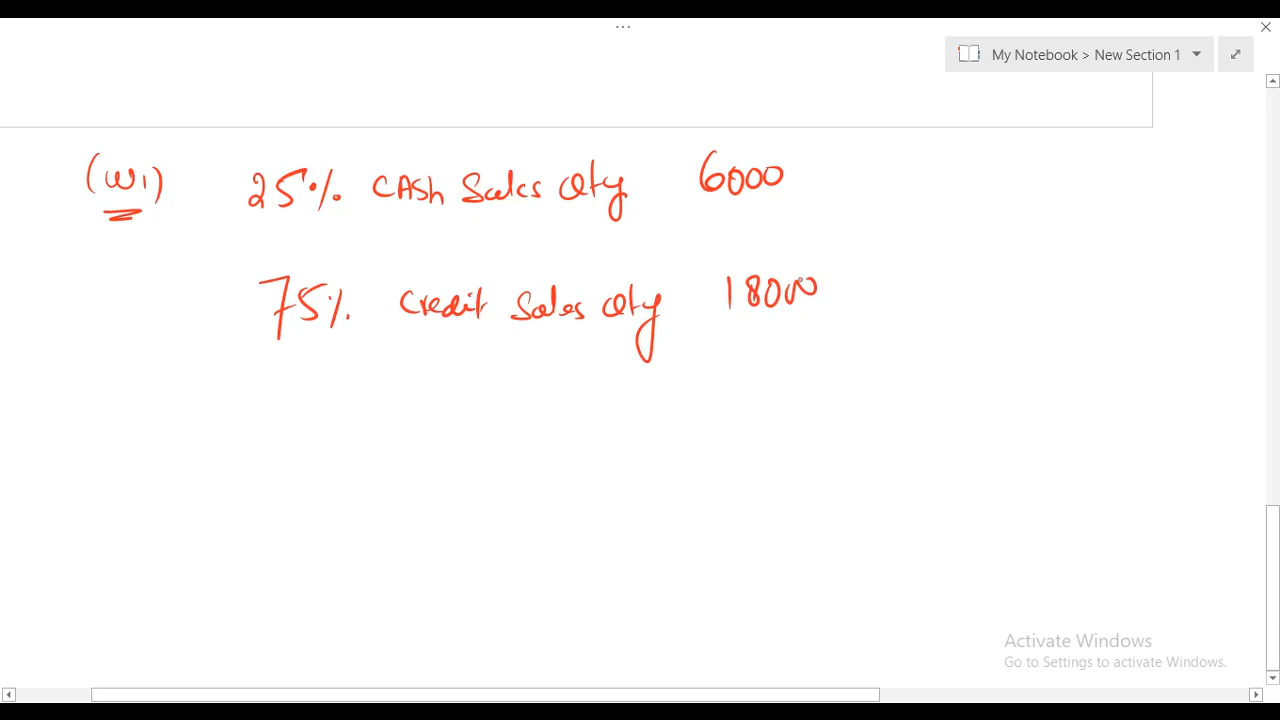 ...
My Notebook > New Section 1
(W1) 25% CASh Sales Qty 6000
75% Credit Sales Qty 18000
Activate Windows
Go to Settings to activate Windows.